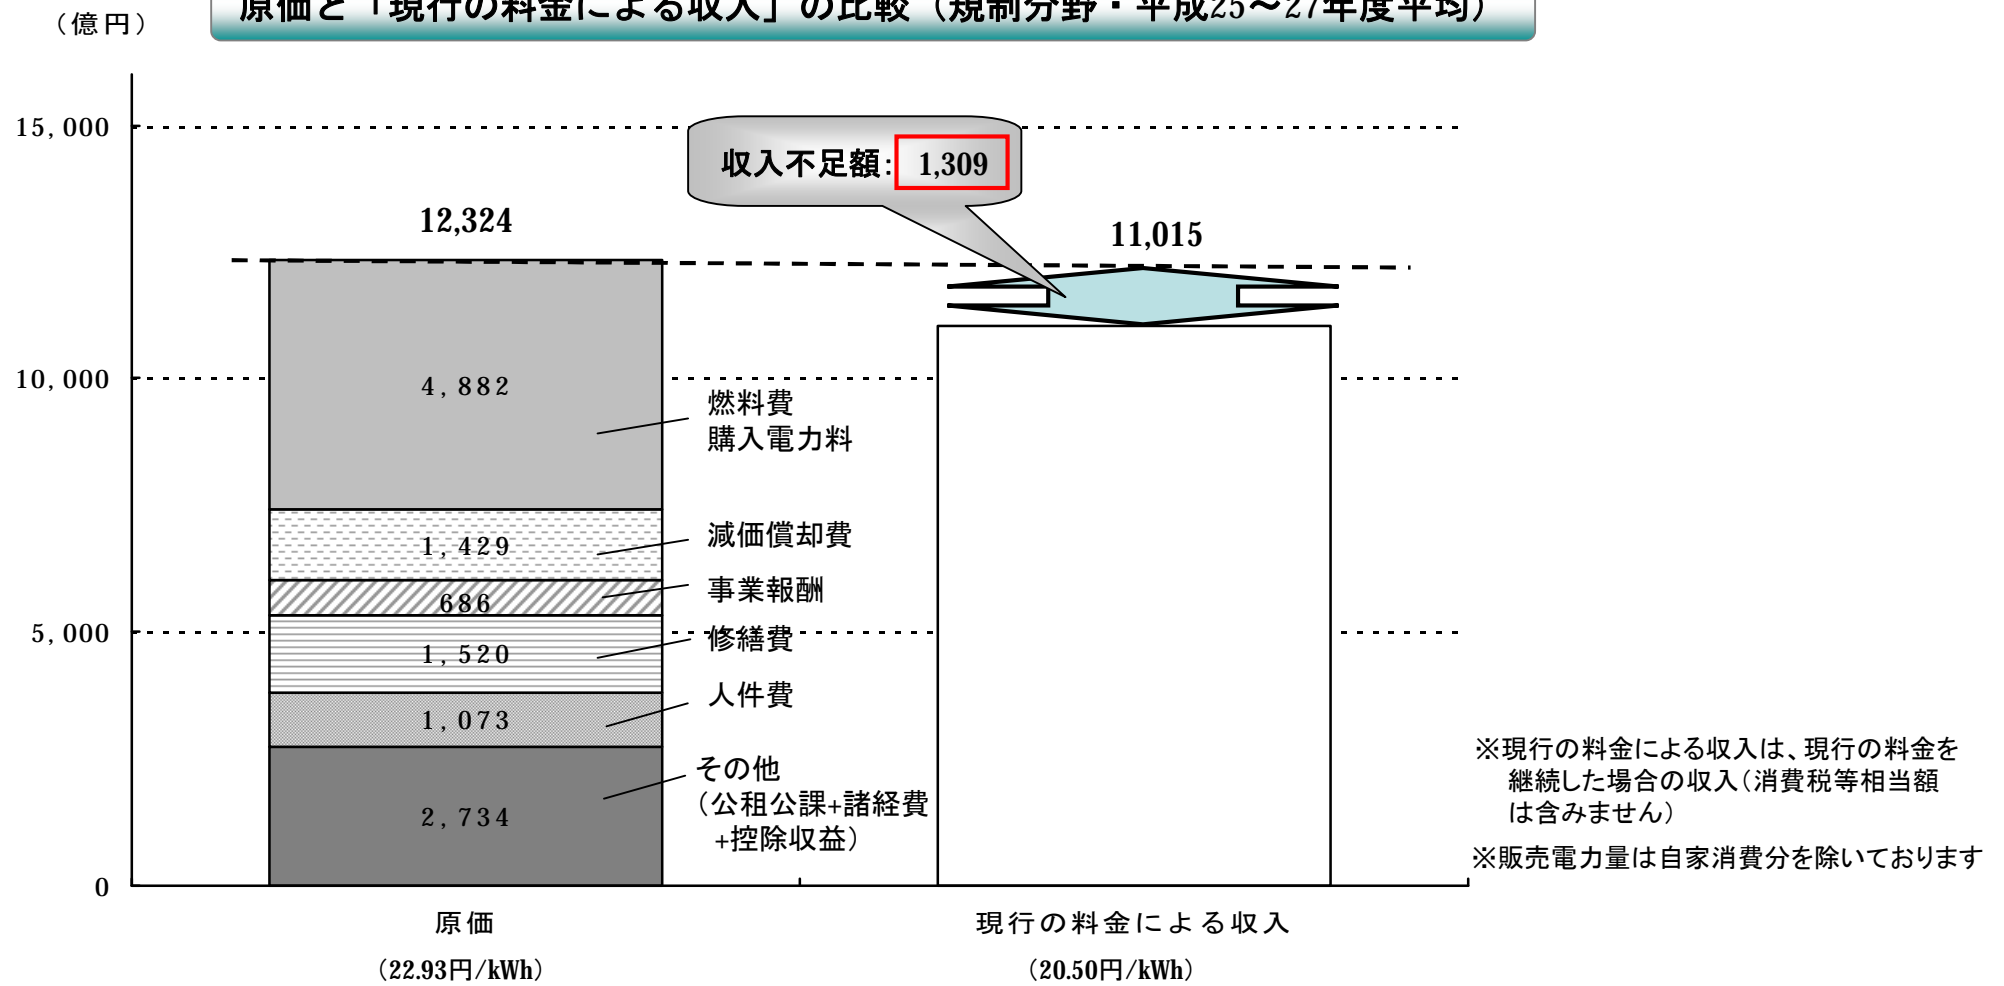 原価と「現行の料金による収入」の比較（規制分野・平成25～27年度平均）
（億円）
15,000
収入不足額: 1,309
12,324
11,015
10,000
4,882
燃料費
購入電力料
1,429
減価償却費
686
事業報酬
5,000
修繕費
1,520
人件費
1,073
その他
（公租公課+諸経費
+控除収益）
2,734
0
※現行の料金による収入は、現行の料金を
継続した場合の収入（消費税等相当額
は含みません）
※販売電力量は自家消費分を除いております
原価
現行の料金による収入
（22.93円/kWh）
（20.50円/kWh）